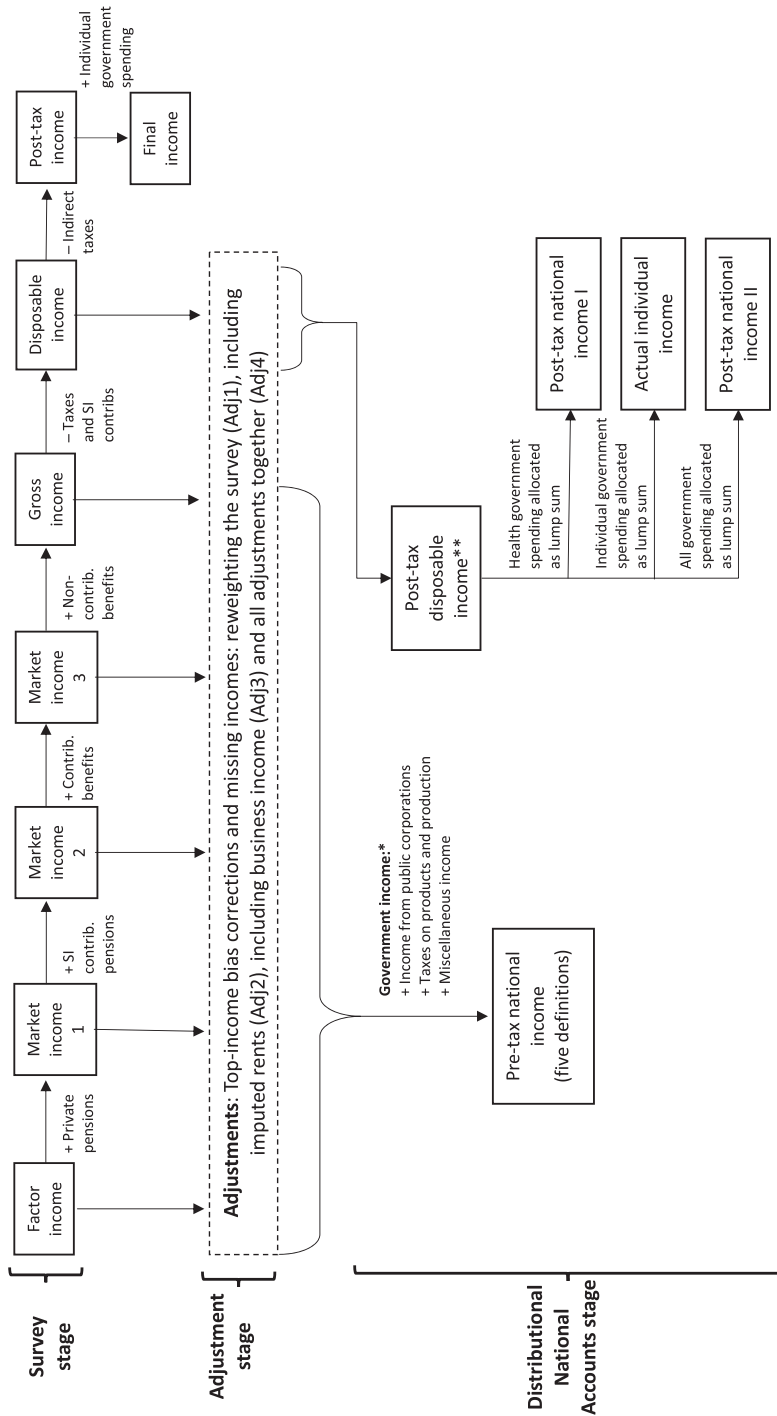 Survey
stage
Factor
income
+ Private
pensions
Market
income
1
+ SI
contrib.
pensions
Market
income
2
+ Contrib.
benefits
Market
income
3
+ Non-
contrib.
benefits
Gross
income
– Taxes
and SI
contribs
Disposable
income
– Indirect
taxes
Post-tax
income
+ Individual
government
spending
Final
income
Adjustment
stage
Adjustments: Top-income bias corrections and missing incomes: reweighting the survey (Adj1), including
imputed rents (Adj2), including business income (Adj3) and all adjustments together (Adj4)
Distributional
National
Accounts stage
Government income:*
+ Income from public corporations
+ Taxes on products and production
+ Miscellaneous income
Pre-tax national
income
(five definitions)
Post-tax
disposable
income**
Health government
spending allocated
as lump sum
Post-tax national
income I
Individual government
spending allocated
as lump sum
Actual individual
income
All government
spending allocated
as lump sum
Post-tax national
income II